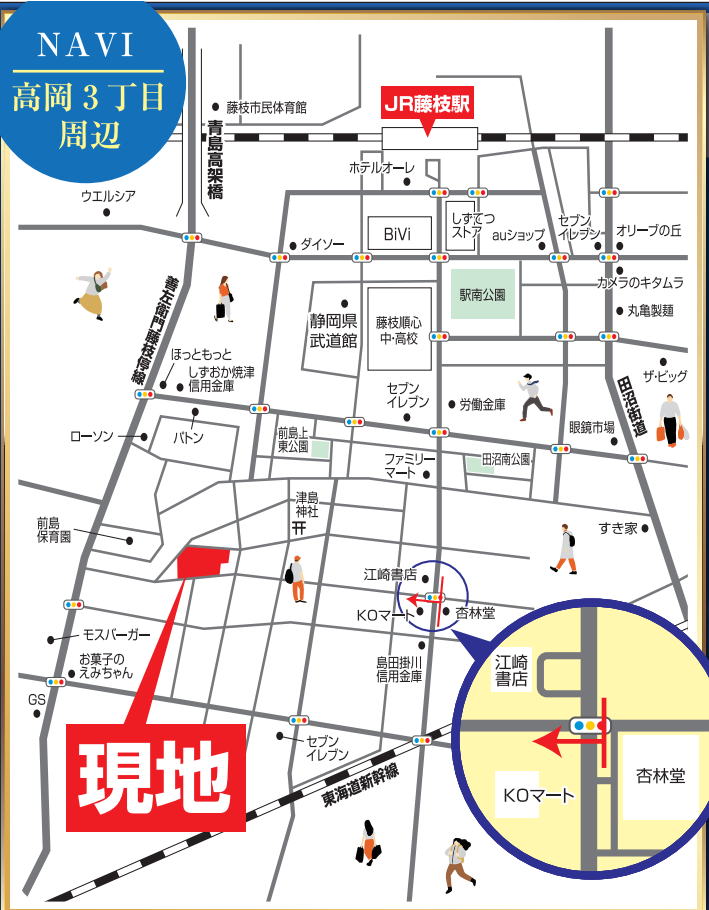 NAVI
高岡3丁目
周辺
JR藤枝駅
藤枝市民体育館
青島高架橋
ホテルオーレ
ウエルシア
ダイソー
BiVi
しずてつ
ストア
auショップ
セブン
イレブン
オリーブの丘
カメラのキタムラ
駅南公園
丸亀製麺
静岡県
武道館
藤枝順心
中・高校
善左衛門藤枝停線
ほっともっと
しずおか焼津
信用金庫
セブン
イレブン
労働金庫
ザ・ビッグ
田沼街道
眼鏡市場
ローソン
バトン
前島上
東公園
ファミリー
マート
田沼南公園
津島
神社
前島
保育園
すき家
江崎書店
KOマート
杏林堂
モスバーガー
お菓子の
えみちゃん
島田掛川
信用金庫
GS
現地
セブン
イレブン
東海道新幹線
江崎
書店
KOマート
杏林堂